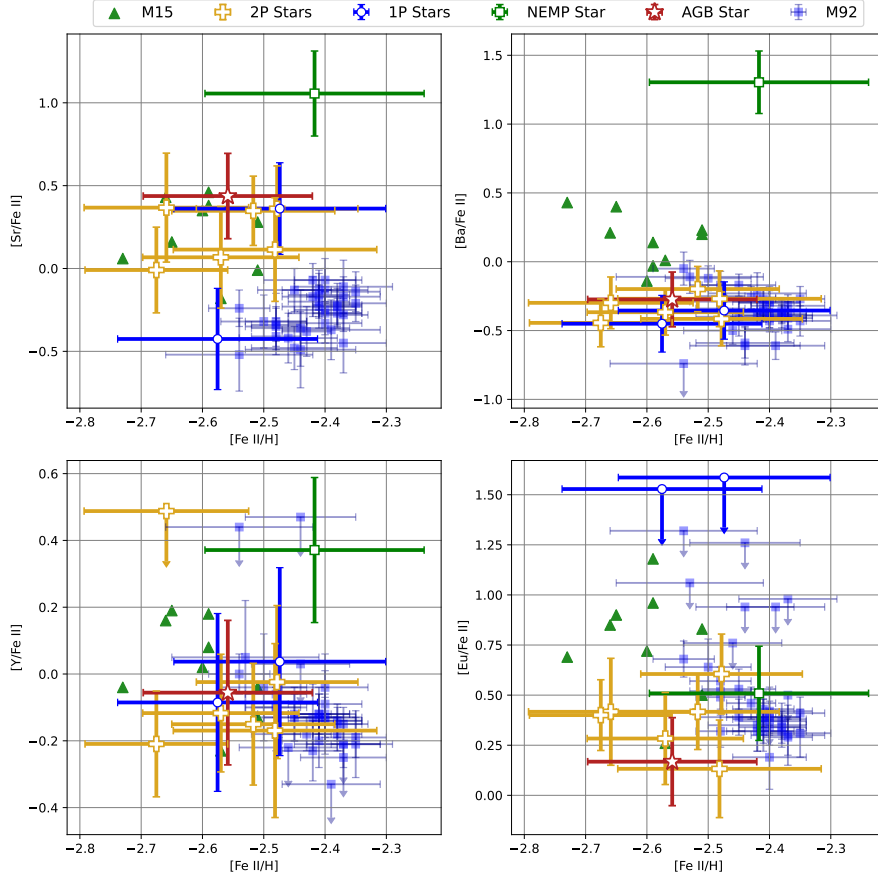 M15 2P Stars 1P Stars NEMP Star AGB Star M92
1.0
0.5
0.0
−0.5
[Sr/Fe II]
−2.8 −2.7 −2.6 −2.5 −2.4 −2.3
[Fe II/H]
1.5
1.0
0.5
0.0
−0.5
−1.0
[Ba/Fe II]
−2.8 −2.7 −2.6 −2.5 −2.4 −2.3
[Fe II/H]
0.6
0.4
0.2
0.0
−0.2
−0.4
[Y/Fe II]
−2.8 −2.7 −2.6 −2.5 −2.4 −2.3
[Fe II/H]
1.50
1.25
1.00
0.75
0.50
0.25
0.00
[Eu/Fe II]
−2.8 −2.7 −2.6 −2.5 −2.4 −2.3
[Fe II/H]